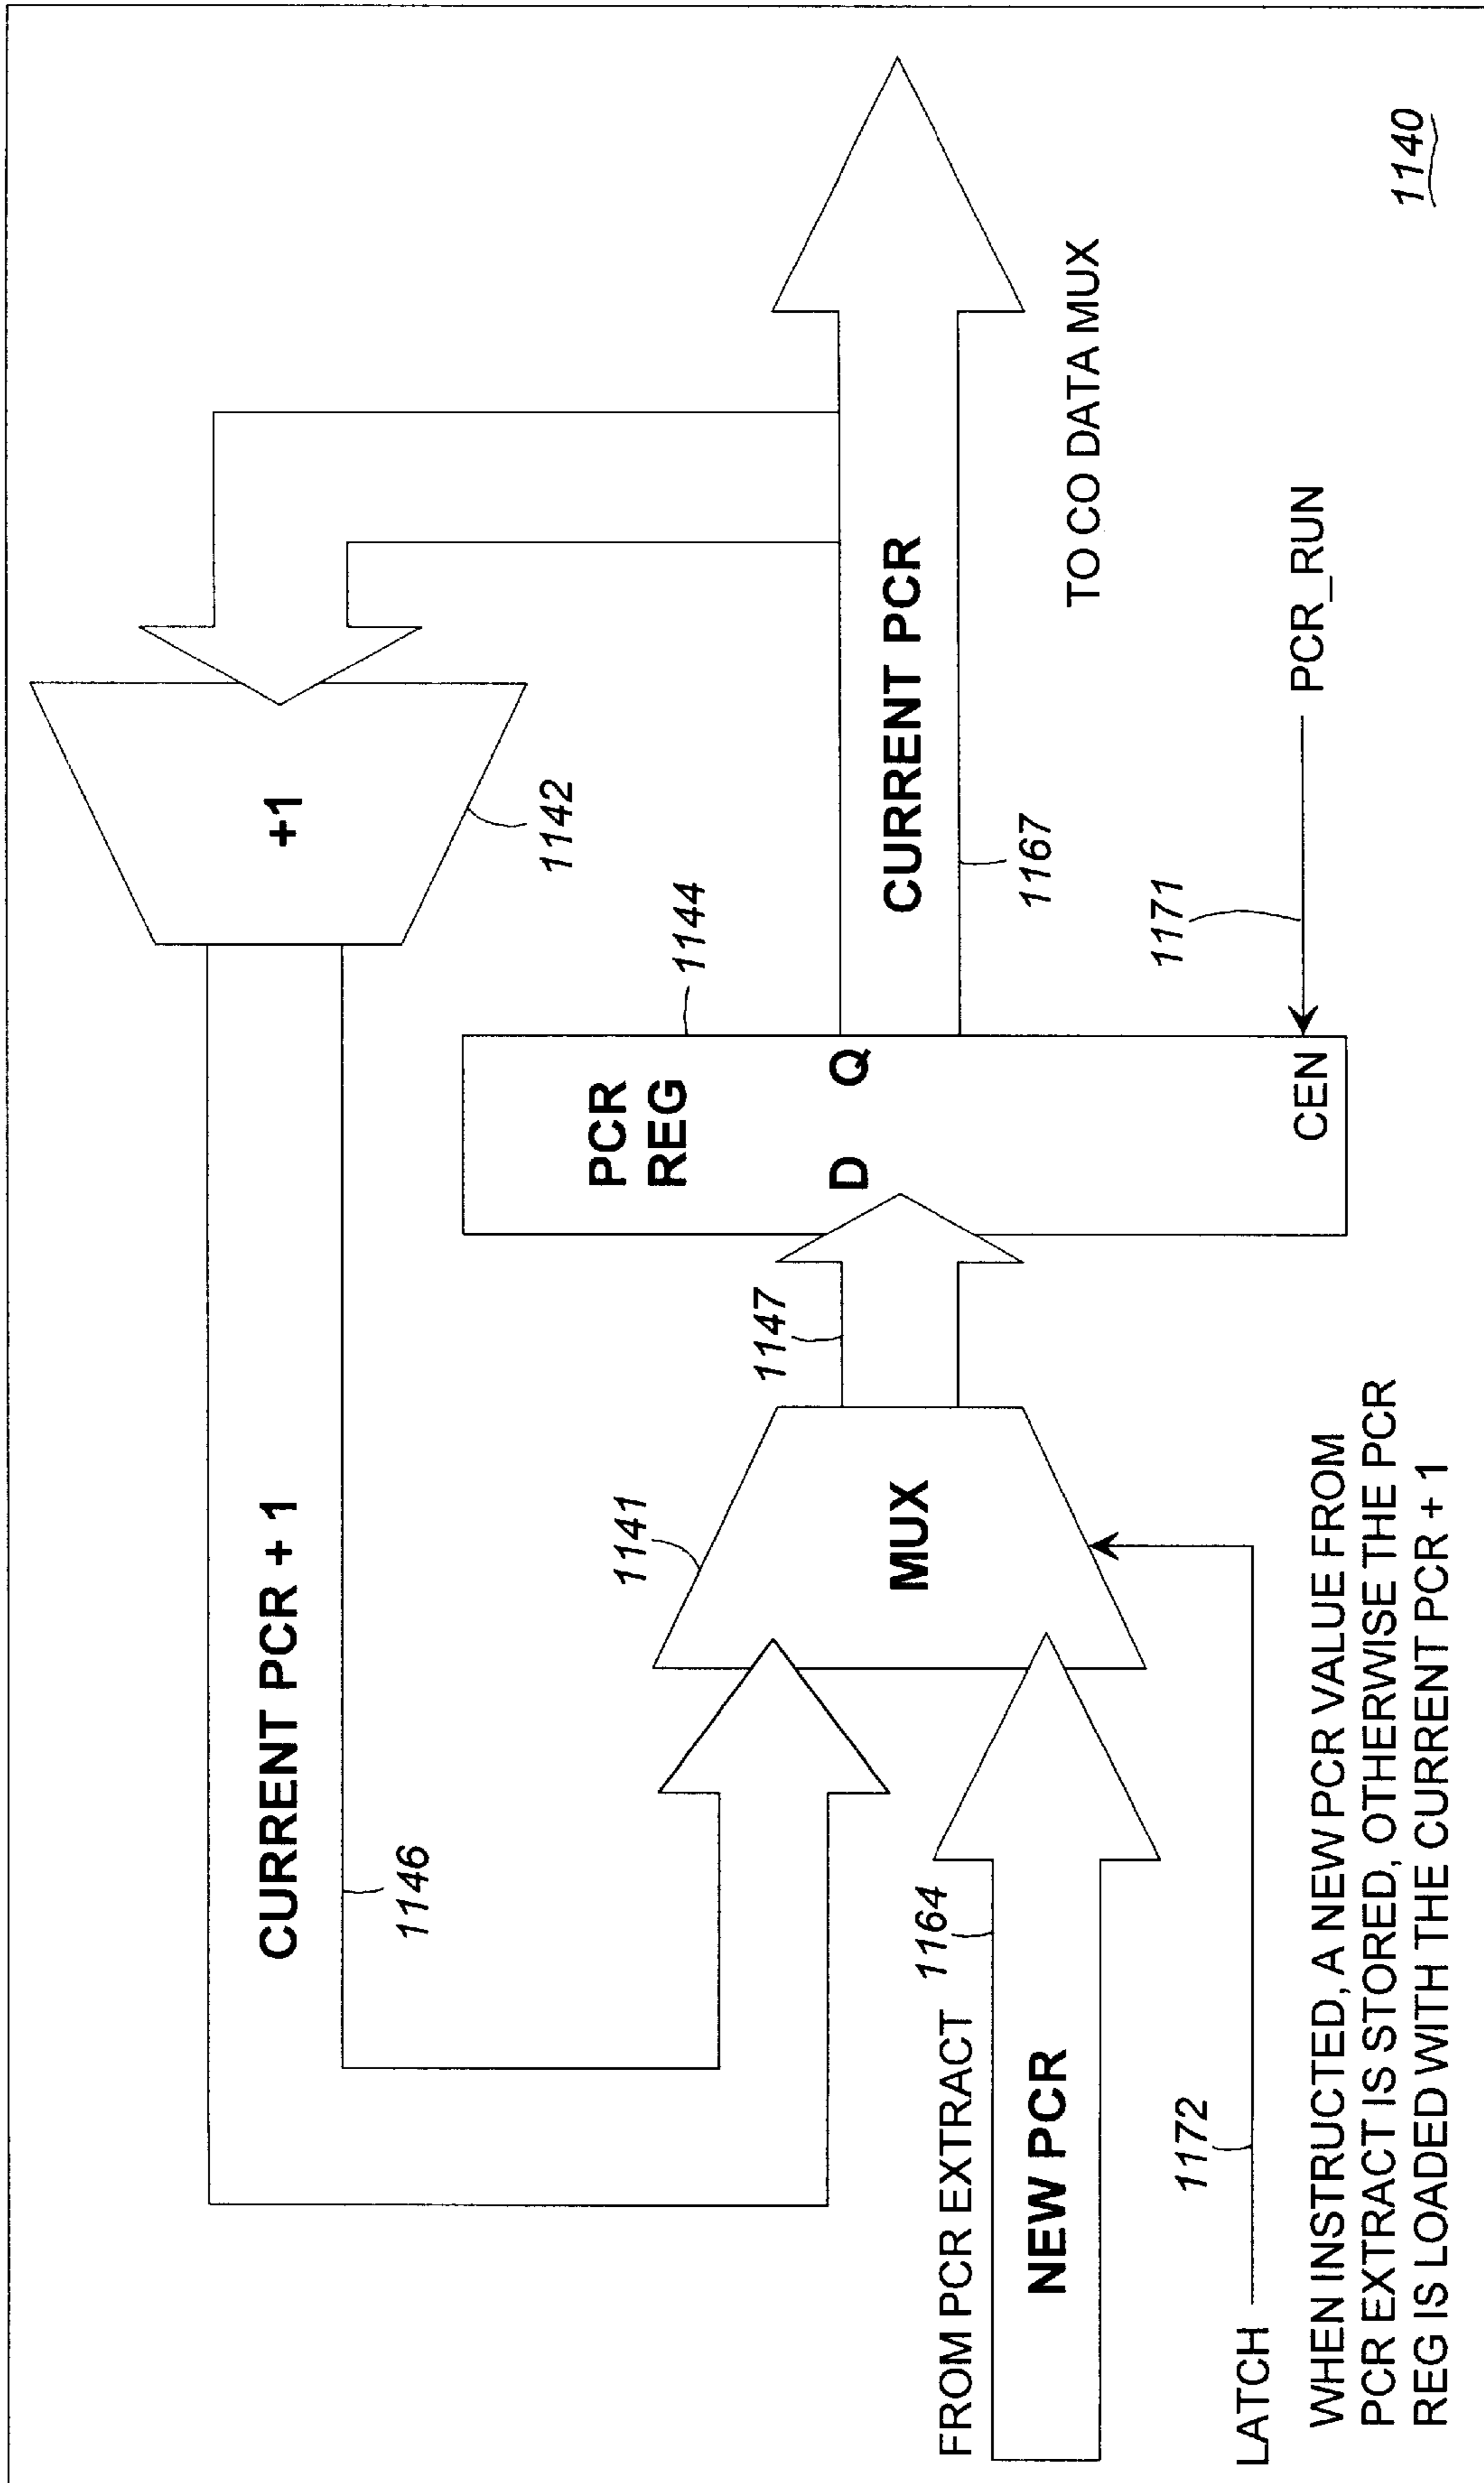 CURRENT PCR + 1
1146
+1
1142
1141
MUX
1147
PCR
REG
1144
D Q
CEN
CURRENT PCR
1167
TO CO DATA MUX
1171
PCR_RUN
FROM PCR EXTRACT
1164
NEW PCR
1172
LATCH
WHEN INSTRUCTED, A NEW PCR VALUE FROM
PCR EXTRACT IS STORED, OTHERWISE THE PCR
REG IS LOADED WITH THE CURRENT PCR + 1
1140